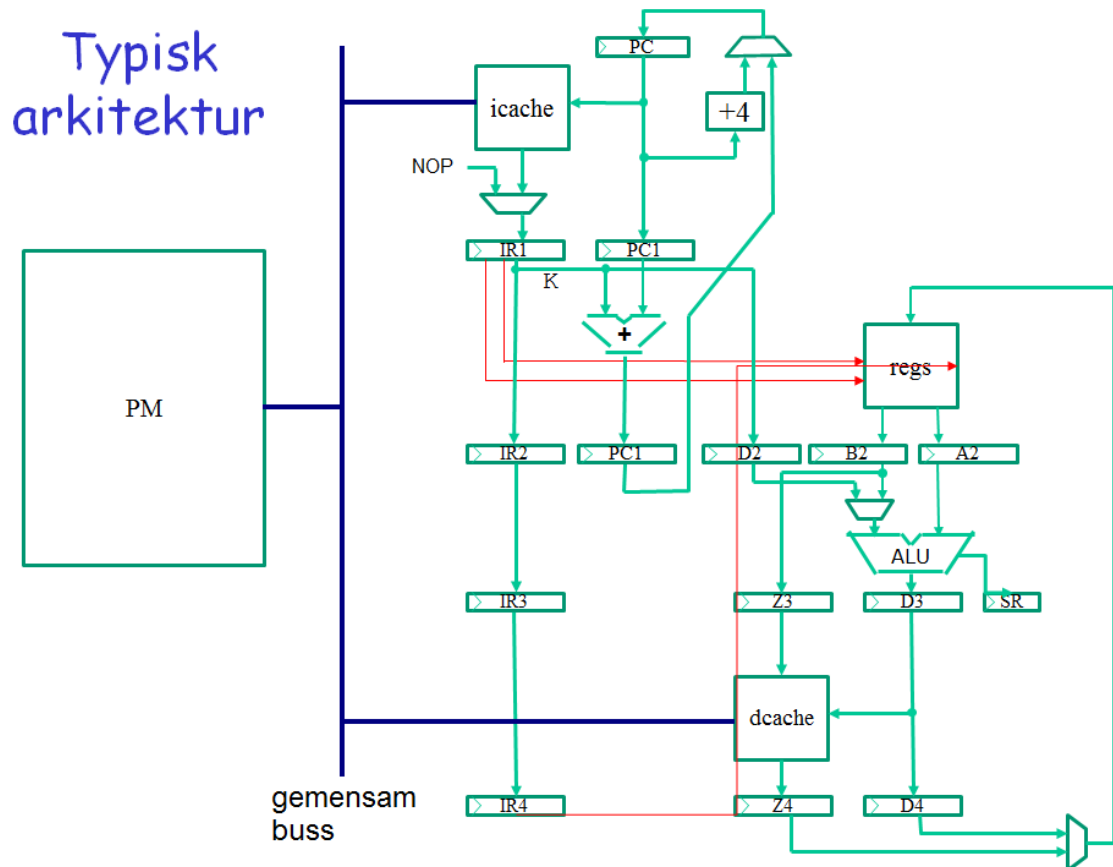 Typisk
arkitektur
PC
icache
+4
NOP
IR1
PC1
K
+
regs
PM
IR2
PC1
D2
B2
A2
ALU
IR3
Z3
D3
SR
dcache
gemensam
buss
IR4
Z4
D4